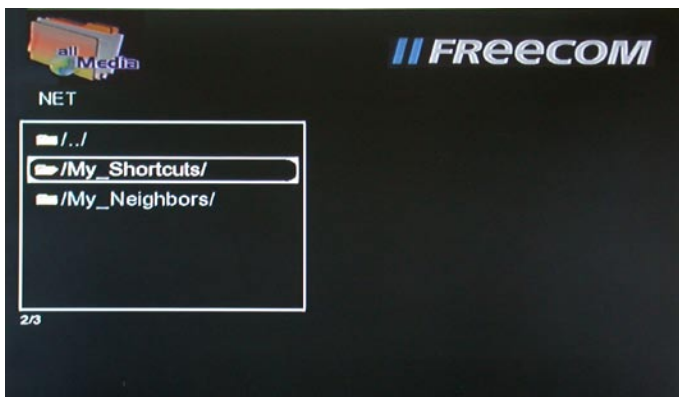 all
Media
FREECOM
NET
/../
/My_Shortcuts/
/My_Neighbors/
2/3